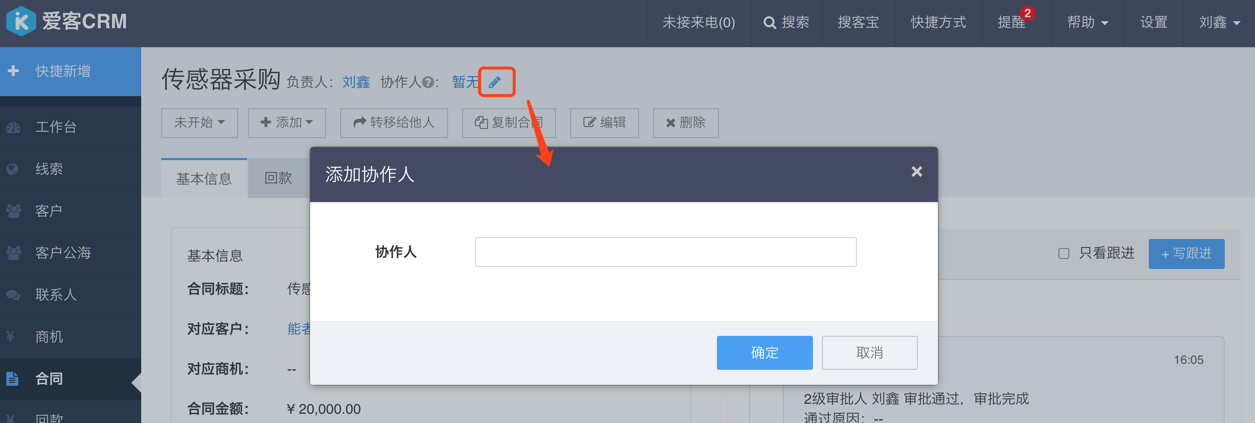 爱客CRM
未接来电(0)
搜索
搜客宝
快捷方式
提醒
2
帮助
设置
刘鑫
快捷新增
工作台
线索
客户
客户公海
联系人
商机
合同
回款
传感器采购 负责人: 刘鑫 协作人?: 暂无
未开始
添加
转移给他人
复制合同
编辑
删除
基本信息
回款
添加协作人
协作人
确定
取消
基本信息
合同标题: 传感
对应客户: 能者
对应商机: --
合同金额: ¥ 20,000.00
只看跟进
+ 写跟进
16:05
2级审批人 刘鑫 审批通过，审批完成
通过原因: --